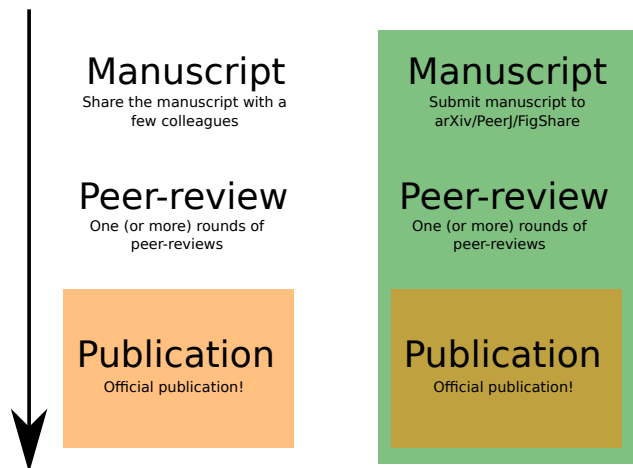 Manuscript
Share the manuscript with a
few colleagues
Peer-review
One (or more) rounds of
peer-reviews
Publication
Official publication!
Manuscript
Submit manuscript to
arXiv/PeerJ/FigShare
Peer-review
One (or more) rounds of
peer-reviews
Publication
Official publication!